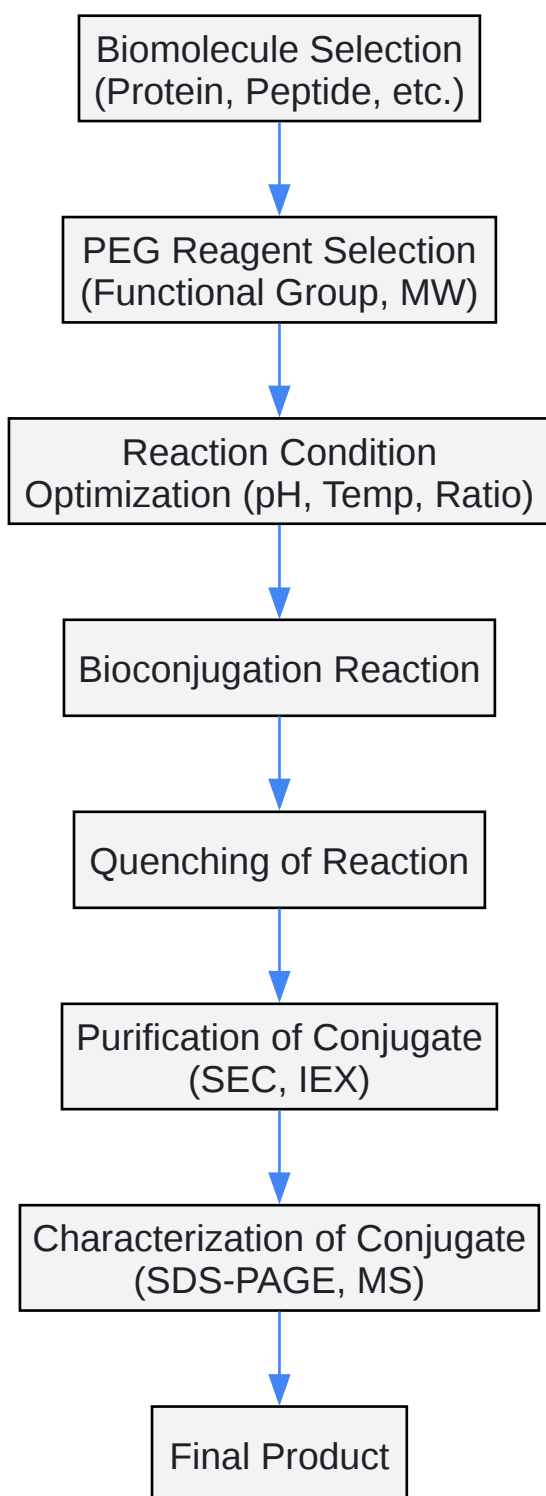 Biomolecule Selection
(Protein, Peptide, etc.)
PEG Reagent Selection
(Functional Group, MW)
Reaction Condition
Optimization (pH, Temp, Ratio)
Bioconjugation Reaction
Quenching of Reaction
Purification of Conjugate
(SEC, IEX)
Characterization of Conjugate
(SDS-PAGE, MS)
Final Product